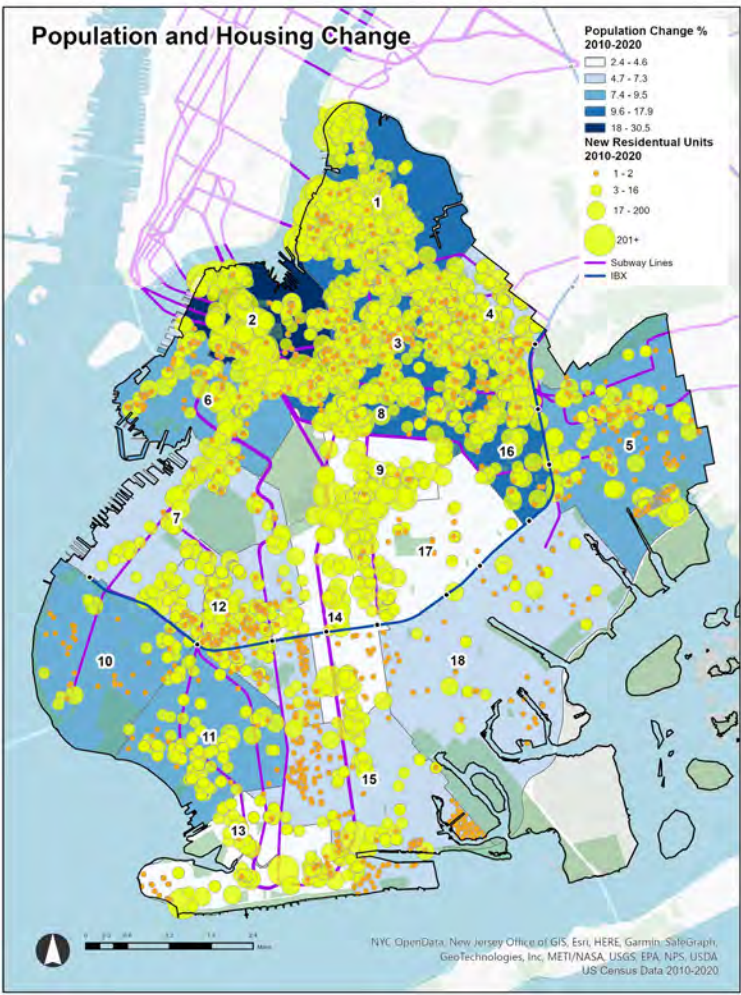 Population and Housing Change
Population Change %
2010-2020
2.4 - 4.6
4.7 - 7.3
7.4 - 9.5
9.6 - 17.9
18 - 30.5
New Residentual Units
2010-2020
1 - 2
3 - 16
17 - 200
201+
Subway Lines
IBX
1
2
3
4
5
6
7
8
9
10
11
12
13
14
15
16
17
18
NYC OpenData, New Jersey Office of GIS, Esri, HERE, Garmin, SafeGraph,
GeoTechnologies, Inc, METI/NASA, USGS, EPA, NPS, USDA
US Census Data 2010-2020